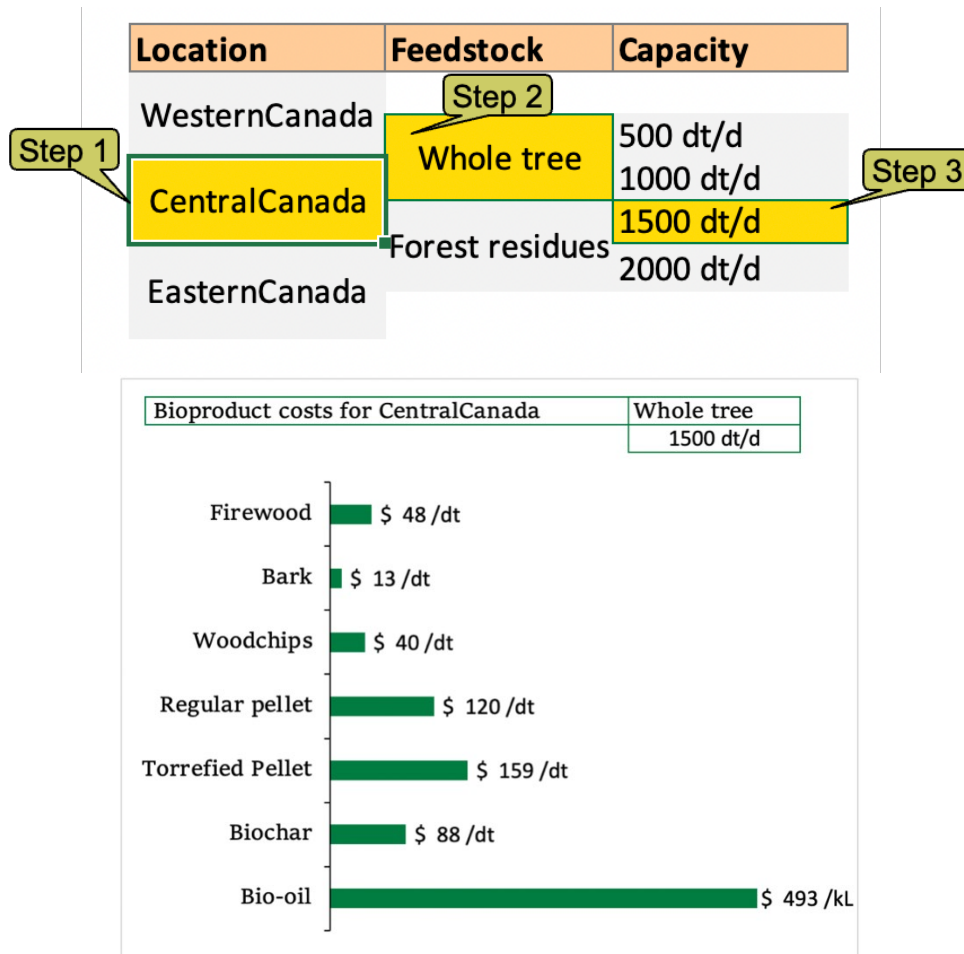 Location Feedstock Capacity
Step 2
WesternCanada
500 dt/d
Step 1
Whole tree
1000 dt/d
Step 3
CentralCanada
1500 dt/d
Forest residues
2000 dt/d
EasternCanada
Bioproduct costs for CentralCanada Whole tree
1500 dt/d
Firewood $ 48 /dt
Bark $ 13 /dt
Woodchips $ 40 /dt
Regular pellet $ 120 /dt
Torrefied Pellet $ 159 /dt
Biochar $ 88 /dt
Bio-oil $ 493 /kL